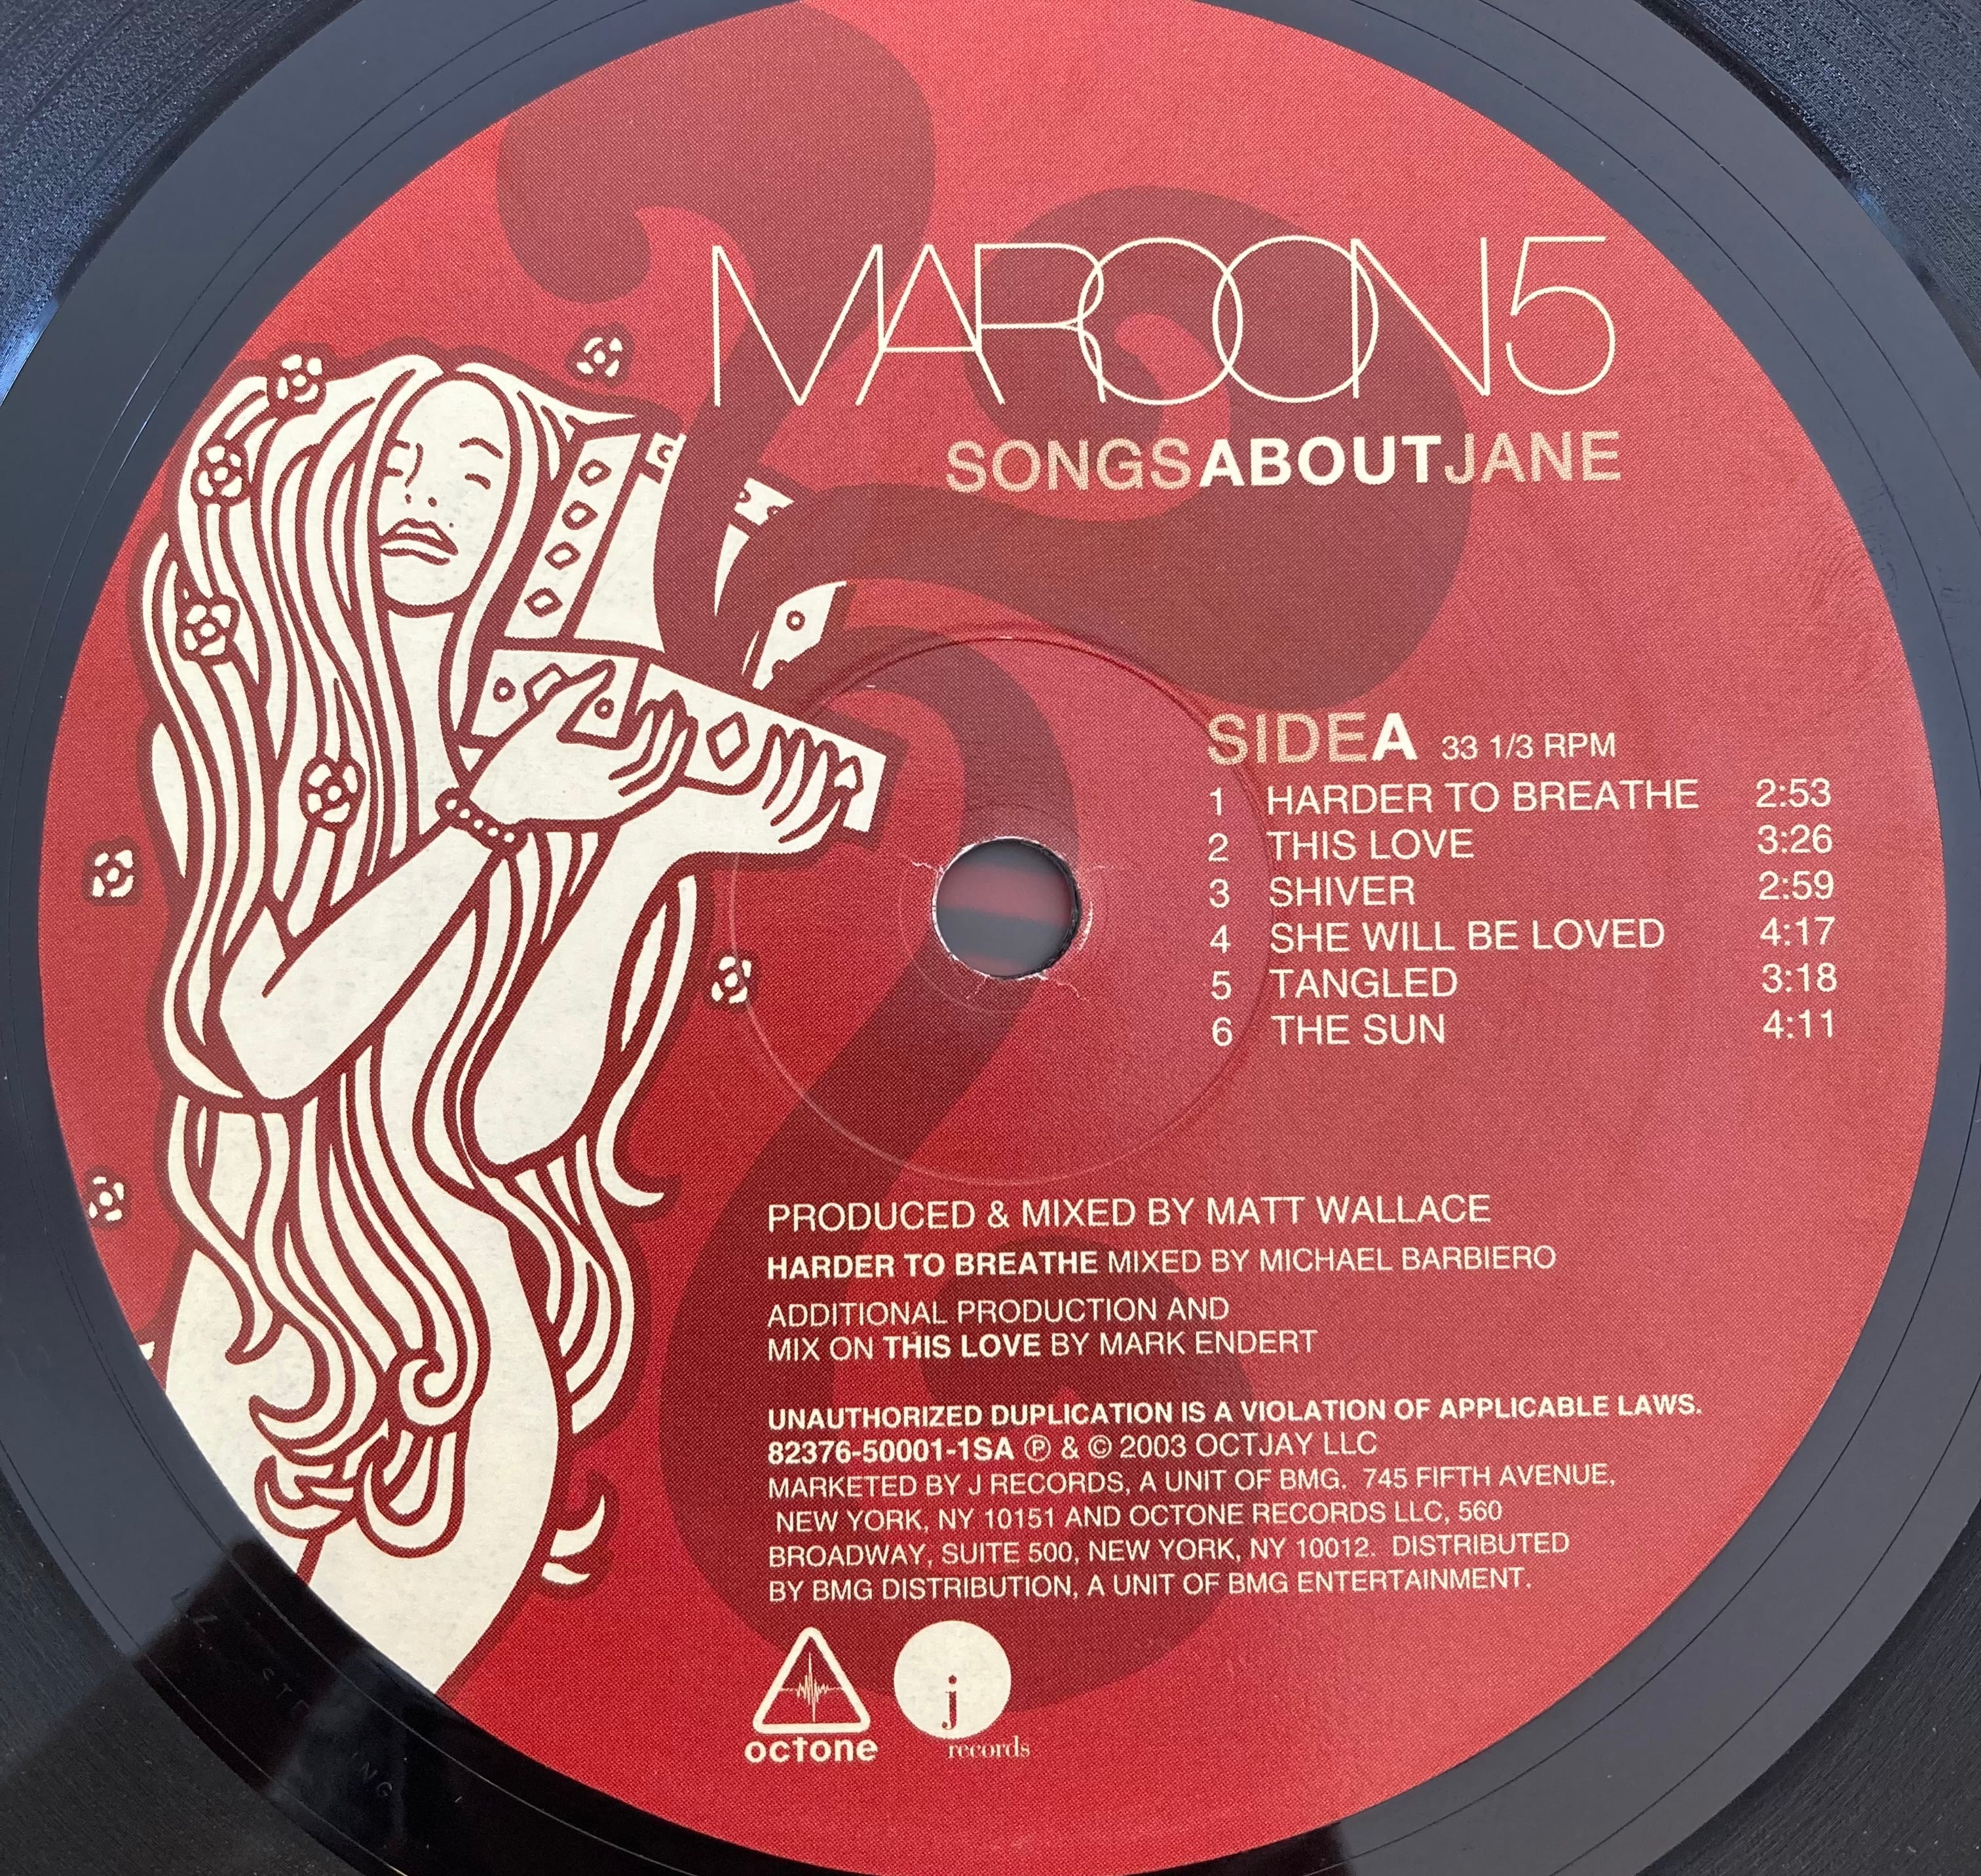 MAROON5
SONGSABOUTJANE
SIDEA 33 1/3 RPM
1 HARDER TO BREATHE 2:53
2 THIS LOVE 3:26
3 SHIVER 2:59
4 SHE WILL BE LOVED 4:17
5 TANGLED 3:18
6 THE SUN 4:11
PRODUCED & MIXED BY MATT WALLACE
HARDER TO BREATHE MIXED BY MICHAEL BARBIERO
ADDITIONAL PRODUCTION AND
MIX ON THIS LOVE BY MARK ENDERT
UNAUTHORIZED DUPLICATION IS A VIOLATION OF APPLICABLE LAWS.
82376-50001-1SA ℗ & © 2003 OCTJAY LLC
MARKETED BY J RECORDS, A UNIT OF BMG. 745 FIFTH AVENUE,
NEW YORK, NY 10151 AND OCTONE RECORDS LLC, 560
BROADWAY, SUITE 500, NEW YORK, NY 10012. DISTRIBUTED
BY BMG DISTRIBUTION, A UNIT OF BMG ENTERTAINMENT.
octone
j
records